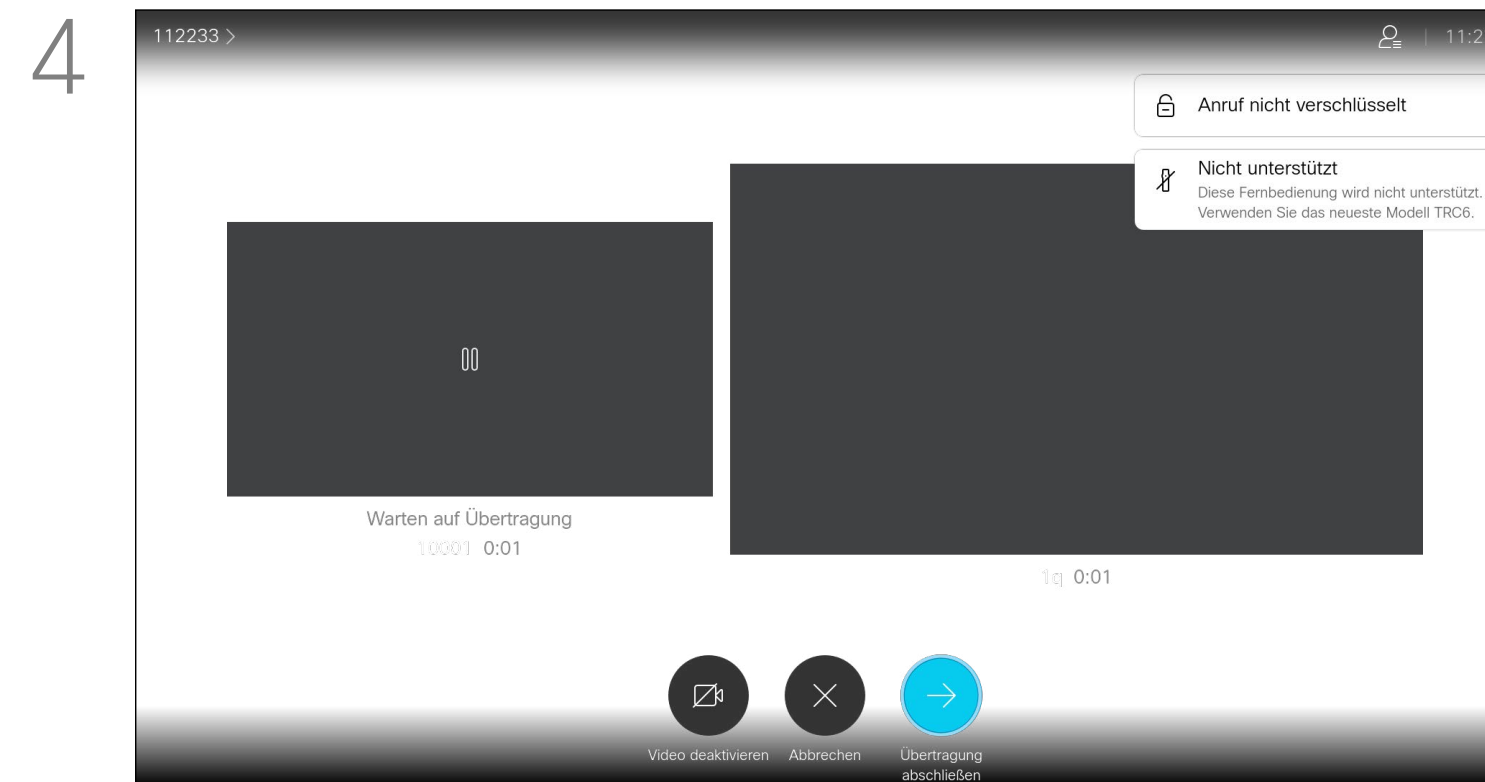 4
112233 >
11:2
Anruf nicht verschlüsselt
Nicht unterstützt
Diese Fernbedienung wird nicht unterstützt.
Verwenden Sie das neueste Modell TRC6.
Warten auf Übertragung
10001 0:01
1q 0:01
Video deaktivieren
Abbrechen
Übertragung
abschließen